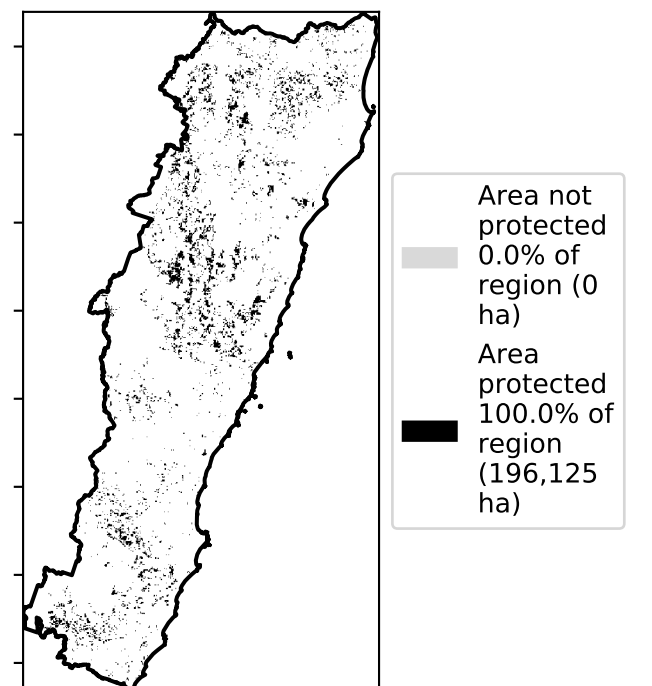 Area not
protected
0.0% of
region (0
ha)
Area
protected
100.0% of
region
(196,125
ha)